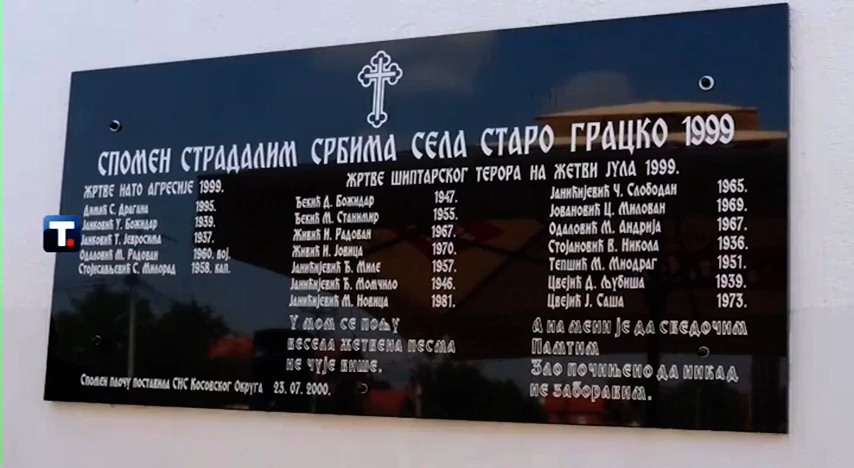 СПОМЕН СТРАДАЛИМ СРБИМА СЕЛА СТАРО ГРАЦКО 1999
ЖРТВЕ НАТО АГРЕСИЈЕ 1999.
Димић С. Драгана 1995.
Јанковић У. Божидар 1939.
Јанковић Т. Јевросима 1937.
Одаловић М. Радован 1960. вој.
Стојисављевић С. Милорад 1958. кап.
ЖРТВЕ ШИПТАРСКОГ ТЕРОРА НА ЖЕТВИ ЈУЛА 1999.
Ђекић Д. Божидар 1947.
Ђекић М. Станимир 1955.
Живић И. Радован 1967.
Живић И. Јовица 1970.
Јанићијевић Ђ. Миле 1957.
Јанићијевић Ђ. Момчило 1946.
Јанићијевић М. Новица 1981.
Јанићијевић Ч. Слободан 1965.
Јовановић Ц. Милован 1969.
Одаловић М. Андрија 1967.
Стојановић В. Никола 1936.
Тепшић М. Миодраг 1951.
Цвејић Д. Љубиша 1939.
Цвејић Ј. Саша 1973.
У МОМ СЕ ПОЉУ
ВЕСЕЛА ЖЕТВЕНА ПЕСМА
НЕ ЧУЈЕ ВИШЕ.
А НА МЕНИ ЈЕ ДА СВЕДОЧИМ
ПАМТИМ
ЗЛО ПОЧИЊЕНО ДА НИКАД
НЕ ЗАБОРАВИМ.
Спомен плочу поставила СНС Косовског Округа 23. 07. 2000.
T.